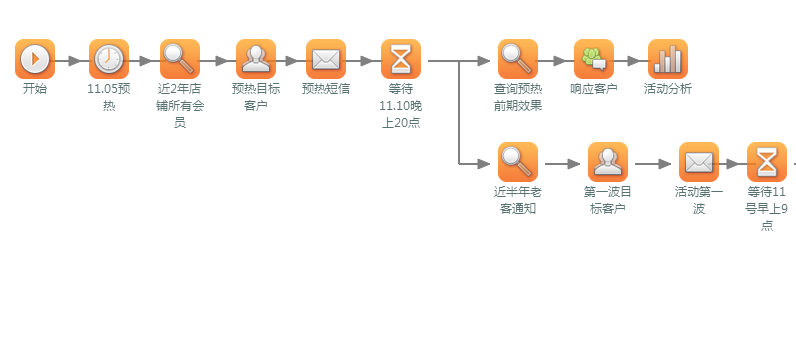 开始
11.05预
热
近2年店
铺所有会
员
预热目标
客户
预热短信
等待
11.10晚
上20点
查询预热
前期效果
响应客户
活动分析
近半年老
客通知
第一波目
标客户
活动第一
波
等待11
号早上9
点